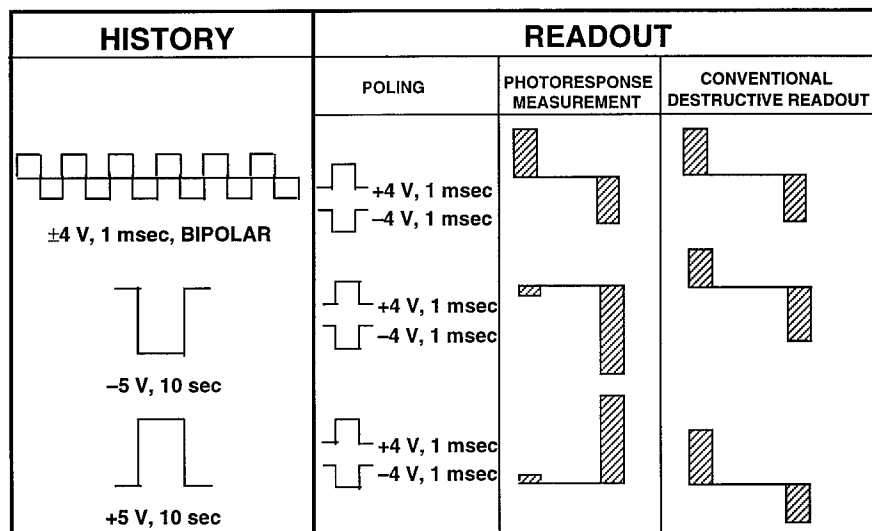 HISTORY
READOUT
POLING
PHOTORESPONSE
MEASUREMENT
CONVENTIONAL
DESTRUCTIVE READOUT
±4 V, 1 msec, BIPOLAR
+4 V, 1 msec
–4 V, 1 msec
–5 V, 10 sec
+4 V, 1 msec
–4 V, 1 msec
+5 V, 10 sec
+4 V, 1 msec
–4 V, 1 msec